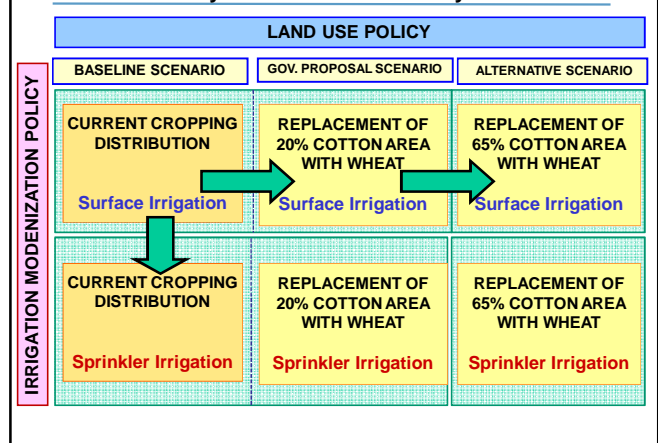 LAND USE POLICY
IRRIGATION MODENIZATION POLICY
BASELINE SCENARIO
GOV. PROPOSAL SCENARIO
ALTERNATIVE SCENARIO
CURRENT CROPPING
DISTRIBUTION
Surface Irrigation
REPLACEMENT OF
20% COTTON AREA
WITH WHEAT
Surface Irrigation
REPLACEMENT OF
65% COTTON AREA
WITH WHEAT
Surface Irrigation
CURRENT CROPPING
DISTRIBUTION
Sprinkler Irrigation
REPLACEMENT OF
20% COTTON AREA
WITH WHEAT
Sprinkler Irrigation
REPLACEMENT OF
65% COTTON AREA
WITH WHEAT
Sprinkler Irrigation